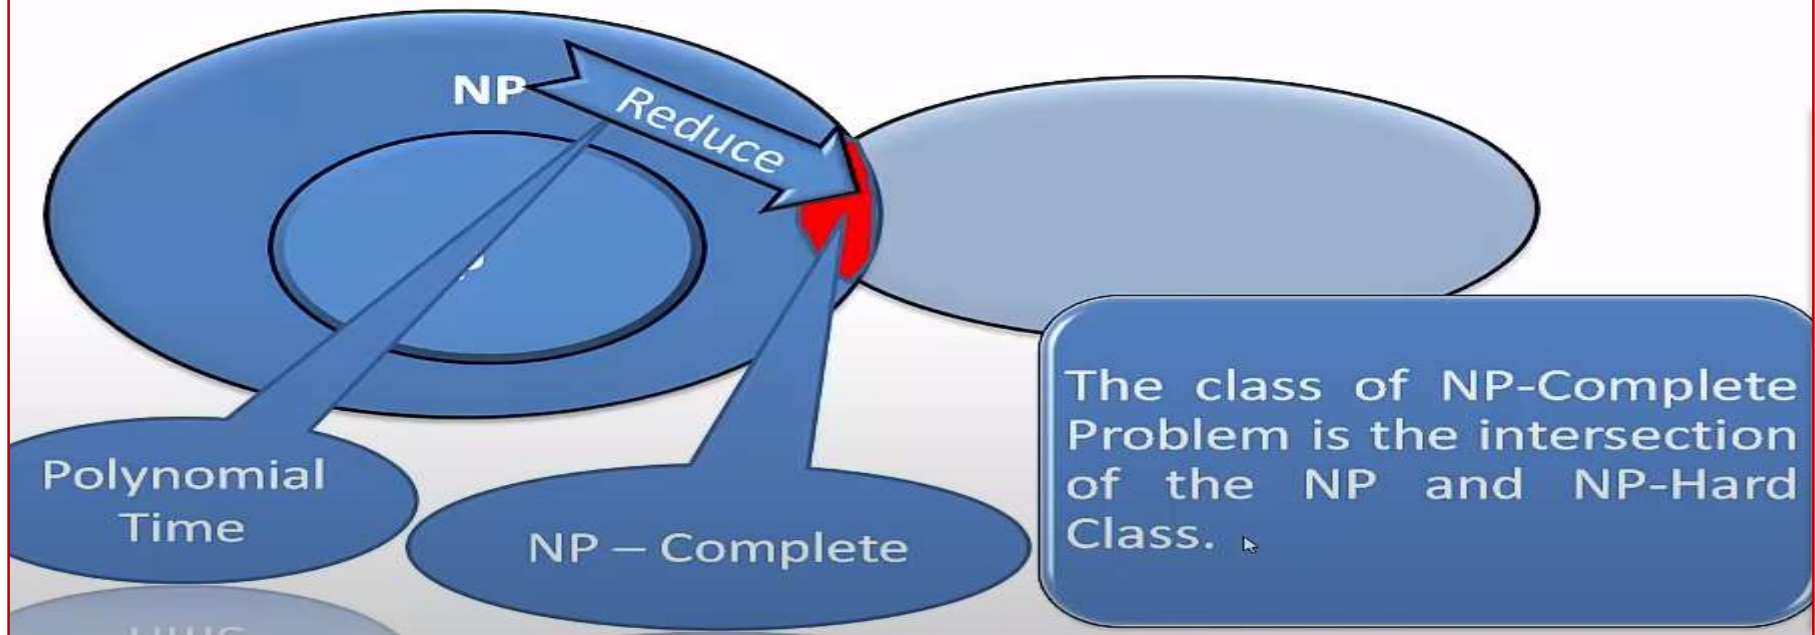 NP
Reduce
Polynomial
Time
NP – Complete
The class of NP-Complete
Problem is the intersection
of the NP and NP-Hard
Class.